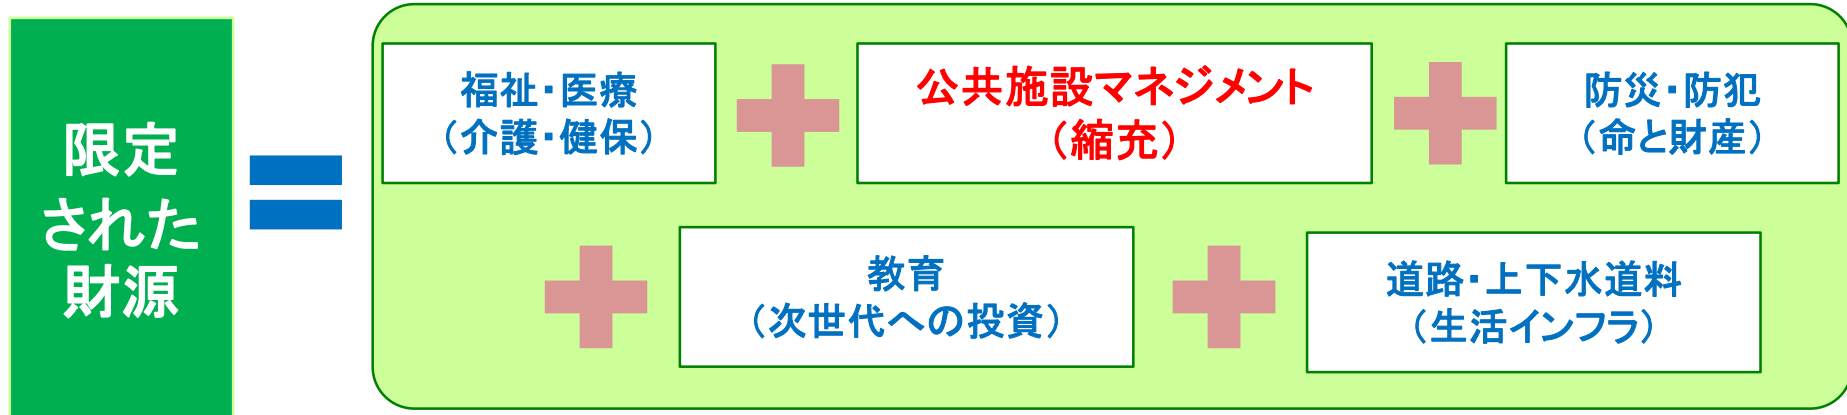 限定
された
財源
福祉・医療
（介護・健保）
公共施設マネジメント
（縮充）
防災・防犯
（命と財産）
教育
（次世代への投資）
道路・上下水道料
（生活インフラ）